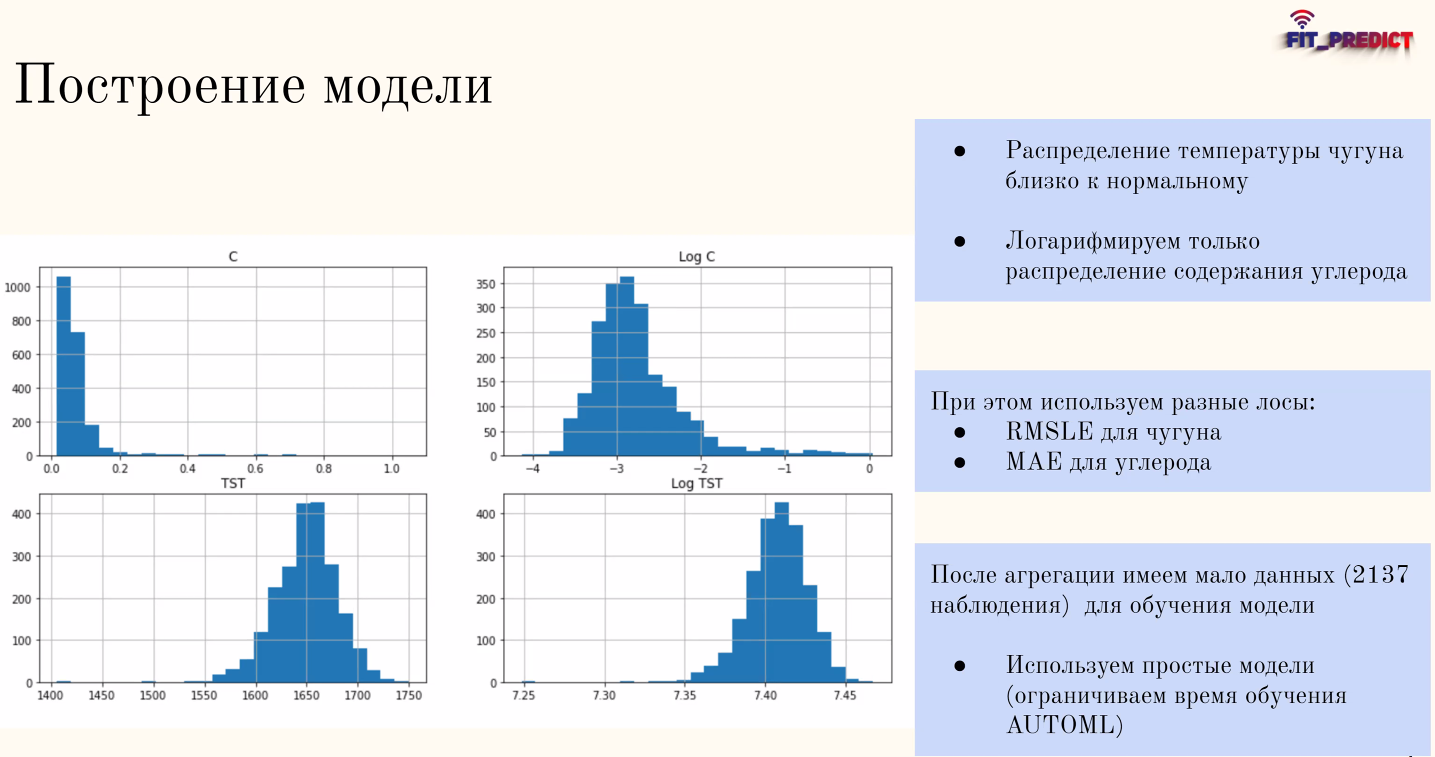 FIT_PREDICT
Построение модели
● Распределение температуры чугуна
близко к нормальному
● Логарифмируем только
распределение содержания углерода
При этом используем разные лосы:
● RMSLE для чугуна
● MAE для углерода
После агрегации имеем мало данных (2137
наблюдения) для обучения модели
● Используем простые модели
(ограничиваем время обучения
AUTOML)
C
1000
800
600
400
200
0
0.0 0.2 0.4 0.6 0.8 1.0
Log C
350
300
250
200
150
100
50
0
−4 −3 −2 −1 0
TST
400
300
200
100
0
1400 1450 1500 1550 1600 1650 1700 1750
Log TST
400
300
200
100
0
7.25 7.30 7.35 7.40 7.45